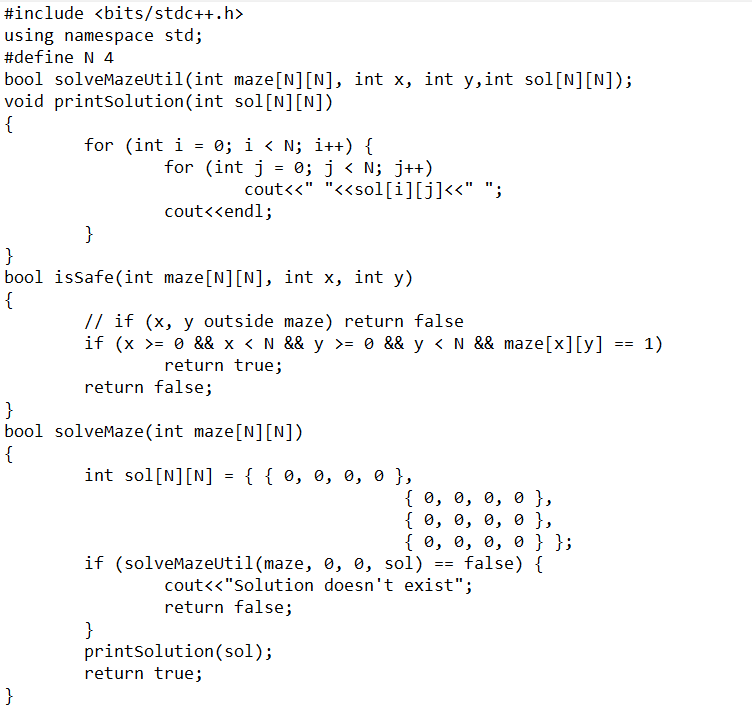 #include <bits/stdc++.h>
using namespace std;
#define N 4
bool solveMazeUtil(int maze[N][N], int x, int y,int sol[N][N]);
void printSolution(int sol[N][N])
{
        for (int i = 0; i < N; i++) {
                for (int j = 0; j < N; j++)
                        cout<<" "<<sol[i][j]<<" ";
                cout<<endl;
        }
}
bool isSafe(int maze[N][N], int x, int y)
{
        // if (x, y outside maze) return false
        if (x >= 0 && x < N && y >= 0 && y < N && maze[x][y] == 1)
                return true;
        return false;
}
bool solveMaze(int maze[N][N])
{
        int sol[N][N] = { { 0, 0, 0, 0 },
                                        { 0, 0, 0, 0 },
                                        { 0, 0, 0, 0 },
                                        { 0, 0, 0, 0 } };
        if (solveMazeUtil(maze, 0, 0, sol) == false) {
                cout<<"Solution doesn't exist";
                return false;
        }
        printSolution(sol);
        return true;
}